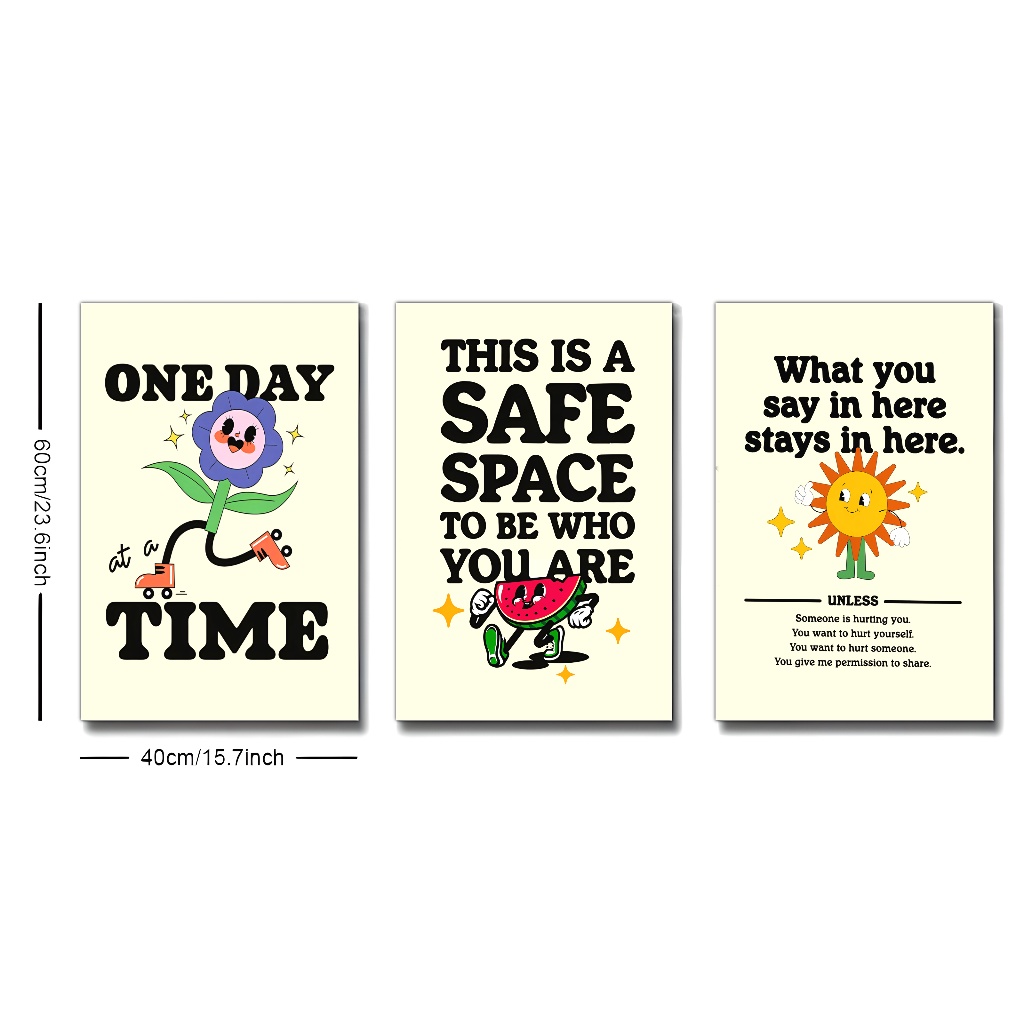 60cm/23.6inch
ONE DAY
at a
TIME
40cm/15.7inch
THIS IS A
SAFE
SPACE
TO BE WHO
YOU ARE
What you
say in here
stays in here.
UNLESS
Someone is hurting you.
You want to hurt yourself.
You want to hurt someone.
You give me permission to share.